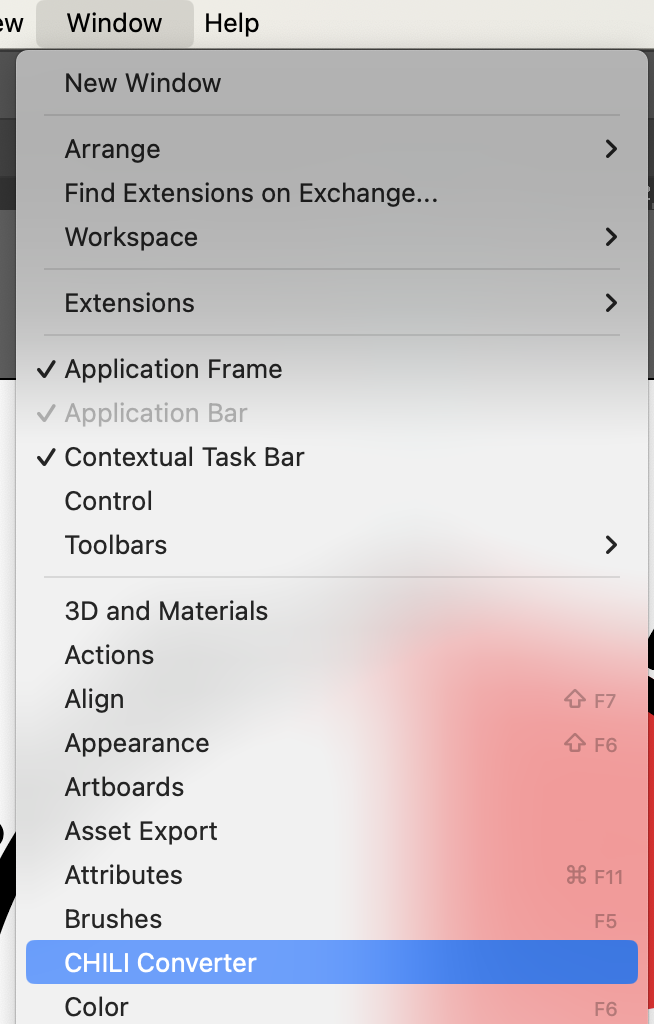 ew Window Help
New Window
Arrange
Find Extensions on Exchange...
Workspace
Extensions
Application Frame
Application Bar
Contextual Task Bar
Control
Toolbars
3D and Materials
Actions
Align ⇧ F7
Appearance ⇧ F6
Artboards
Asset Export
Attributes ⌘ F11
Brushes F5
CHILI Converter
Color F6